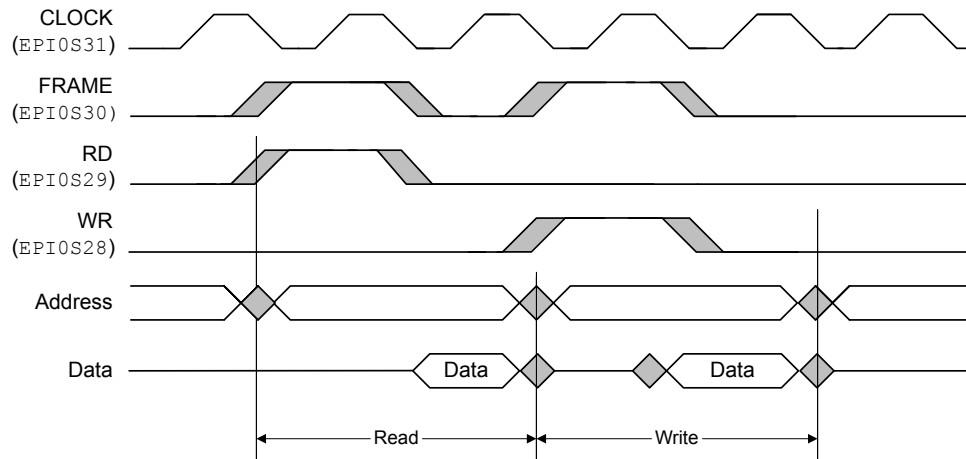 CLOCK
(EPI0S31)
FRAME
(EPI0S30)
RD
(EPI0S29)
WR
(EPI0S28)
Address
Data
Data
Data
Read
Write